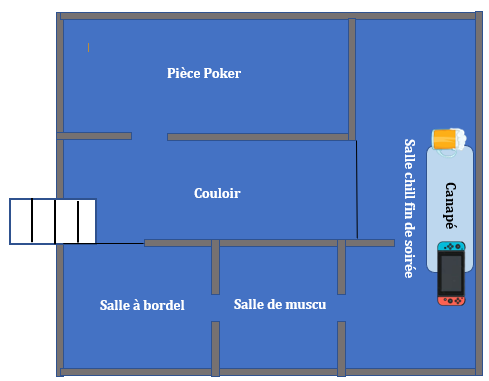 Pièce Poker
Couloir
Salle chill fin de soirée
Canapé
Salle à bordel
Salle de muscu